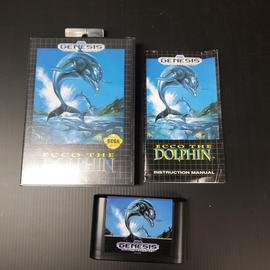 GENESIS
SEGA
ECCO THE
DOLPHIN
GENESIS
ECCO THE
DOLPHIN
INSTRUCTION MANUAL
GENESIS